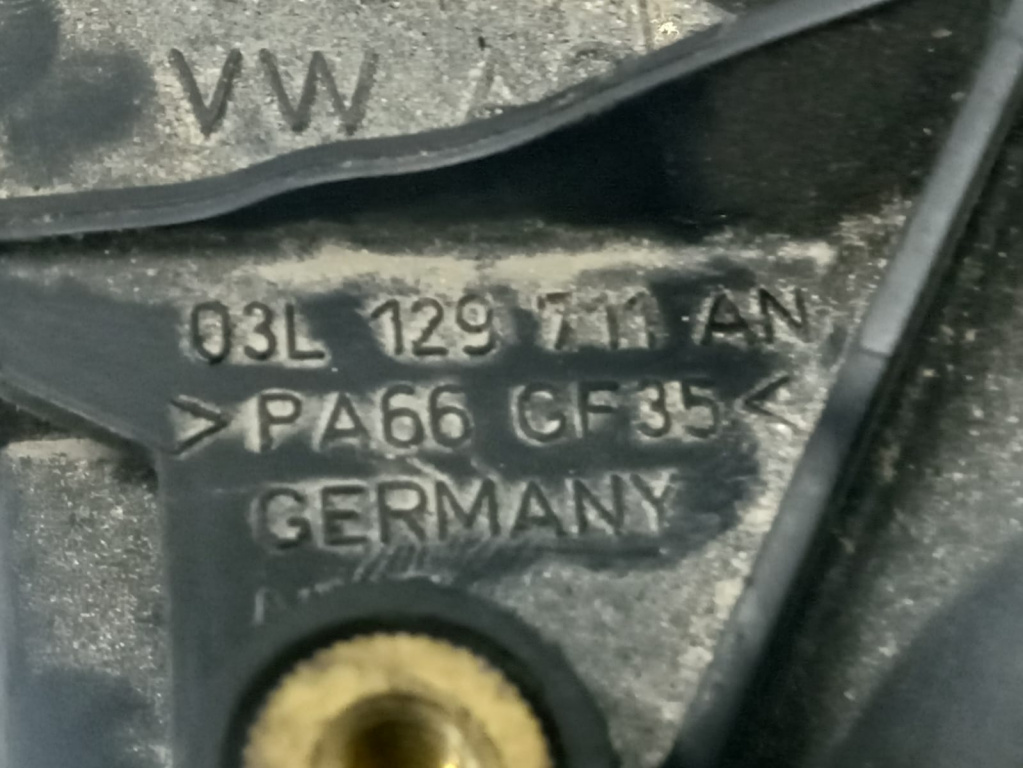 VW
03L 129 711 AN
>PA66 GF35<
GERMANY